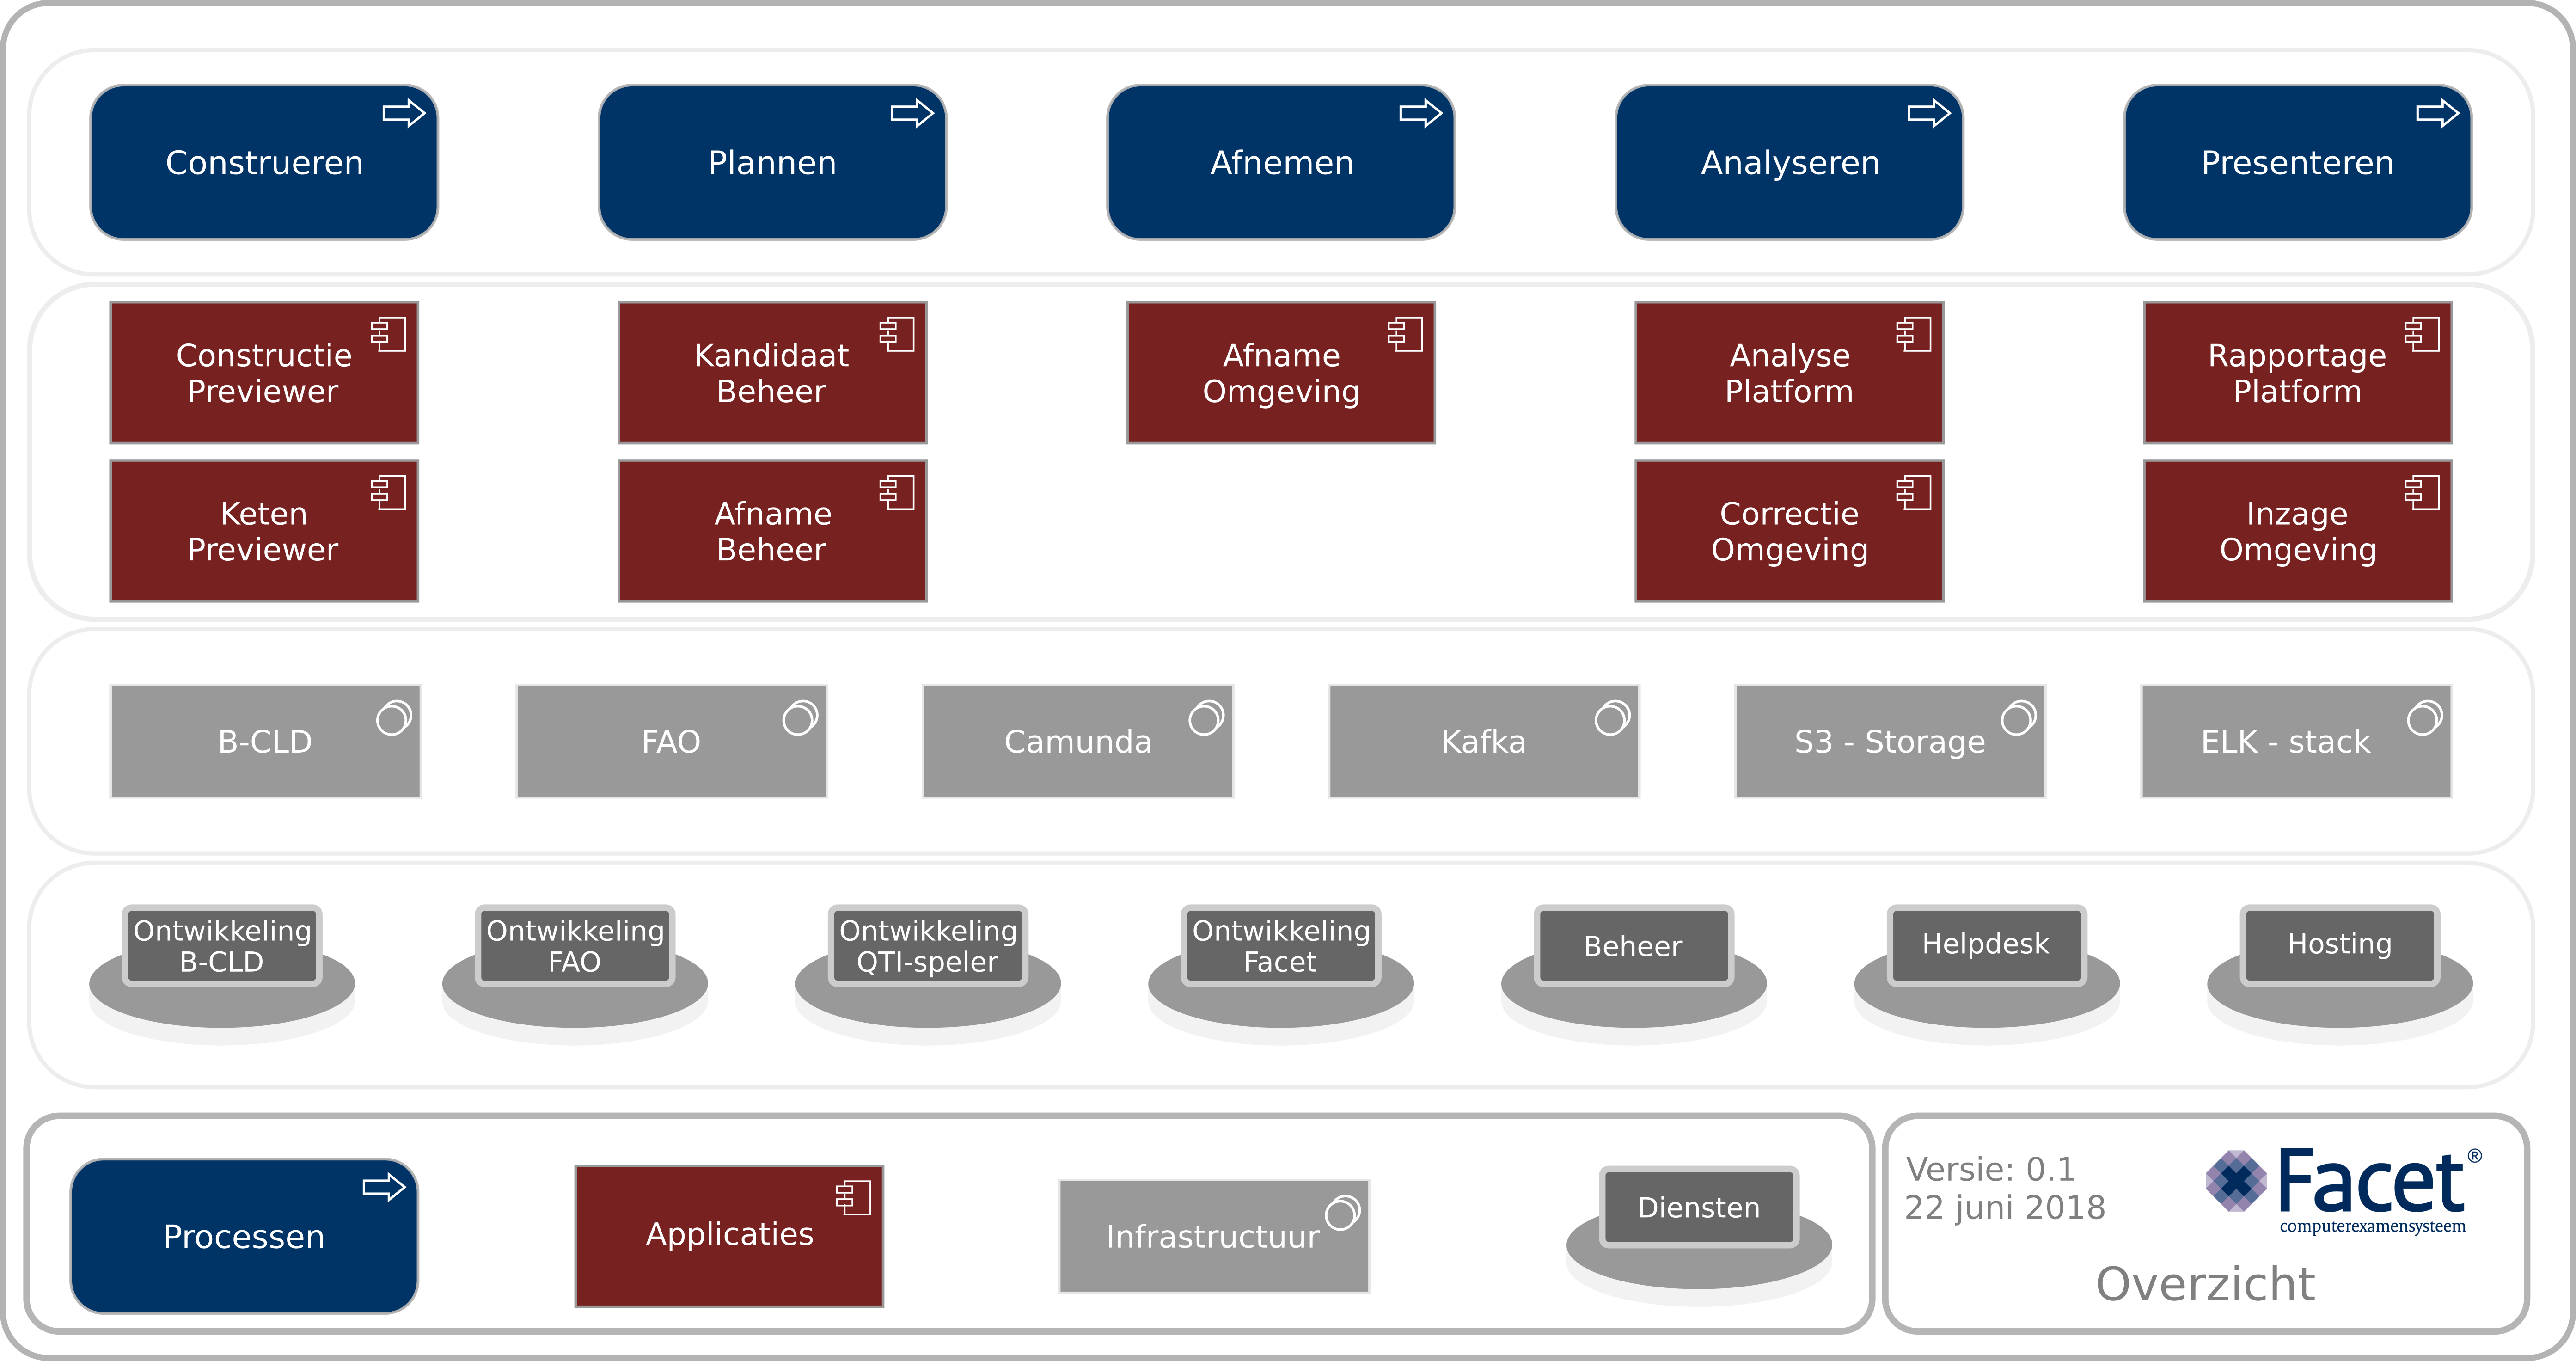 Construeren
Plannen
Afnemen
Analyseren
Presenteren
Constructie
Previewer
Kandidaat
Beheer
Afname
Omgeving
Analyse
Platform
Rapportage
Platform
Keten
Previewer
Afname
Beheer
Correctie
Omgeving
Inzage
Omgeving
B-CLD
FAO
Camunda
Kafka
S3 - Storage
ELK - stack
Ontwikkeling
B-CLD
Ontwikkeling
FAO
Ontwikkeling
QTI-speler
Ontwikkeling
Facet
Beheer
Helpdesk
Hosting
Processen
Applicaties
Infrastructuur
Diensten
Versie: 0.1
22 juni 2018
Facet®
computerexamensysteem
Overzicht